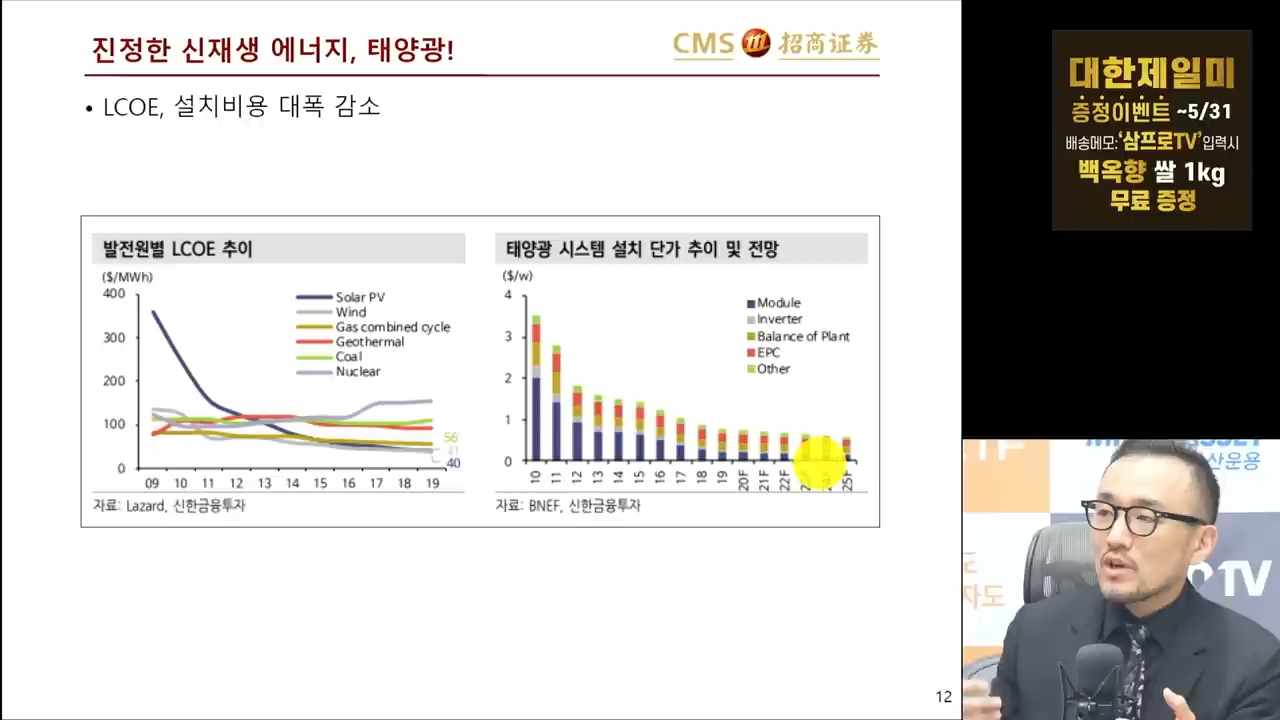 진정한 신재생 에너지, 태양광!
CMS 招商证券
• LCOE, 설치비용 대폭 감소
발전원별 LCOE 추이
($/MWh)
400
300
200
100
0
Solar PV
Wind
Gas combined cycle
Geothermal
Coal
Nuclear
56
40
09 10 11 12 13 14 15 16 17 18 19
자료: Lazard, 신한금융투자
태양광 시스템 설치 단가 추이 및 전망
($/w)
4
3
2
1
0
Module
Inverter
Balance of Plant
EPC
Other
10 11 12 13 14 15 16 17 18 19 20F 21F 22F 25F
자료: BNEF, 신한금융투자
12
대한제일미
증정이벤트 ~5/31
배송메모:'삼프로TV'입력시
백옥향 쌀 1kg
무료 증정
산운용
자도
TV